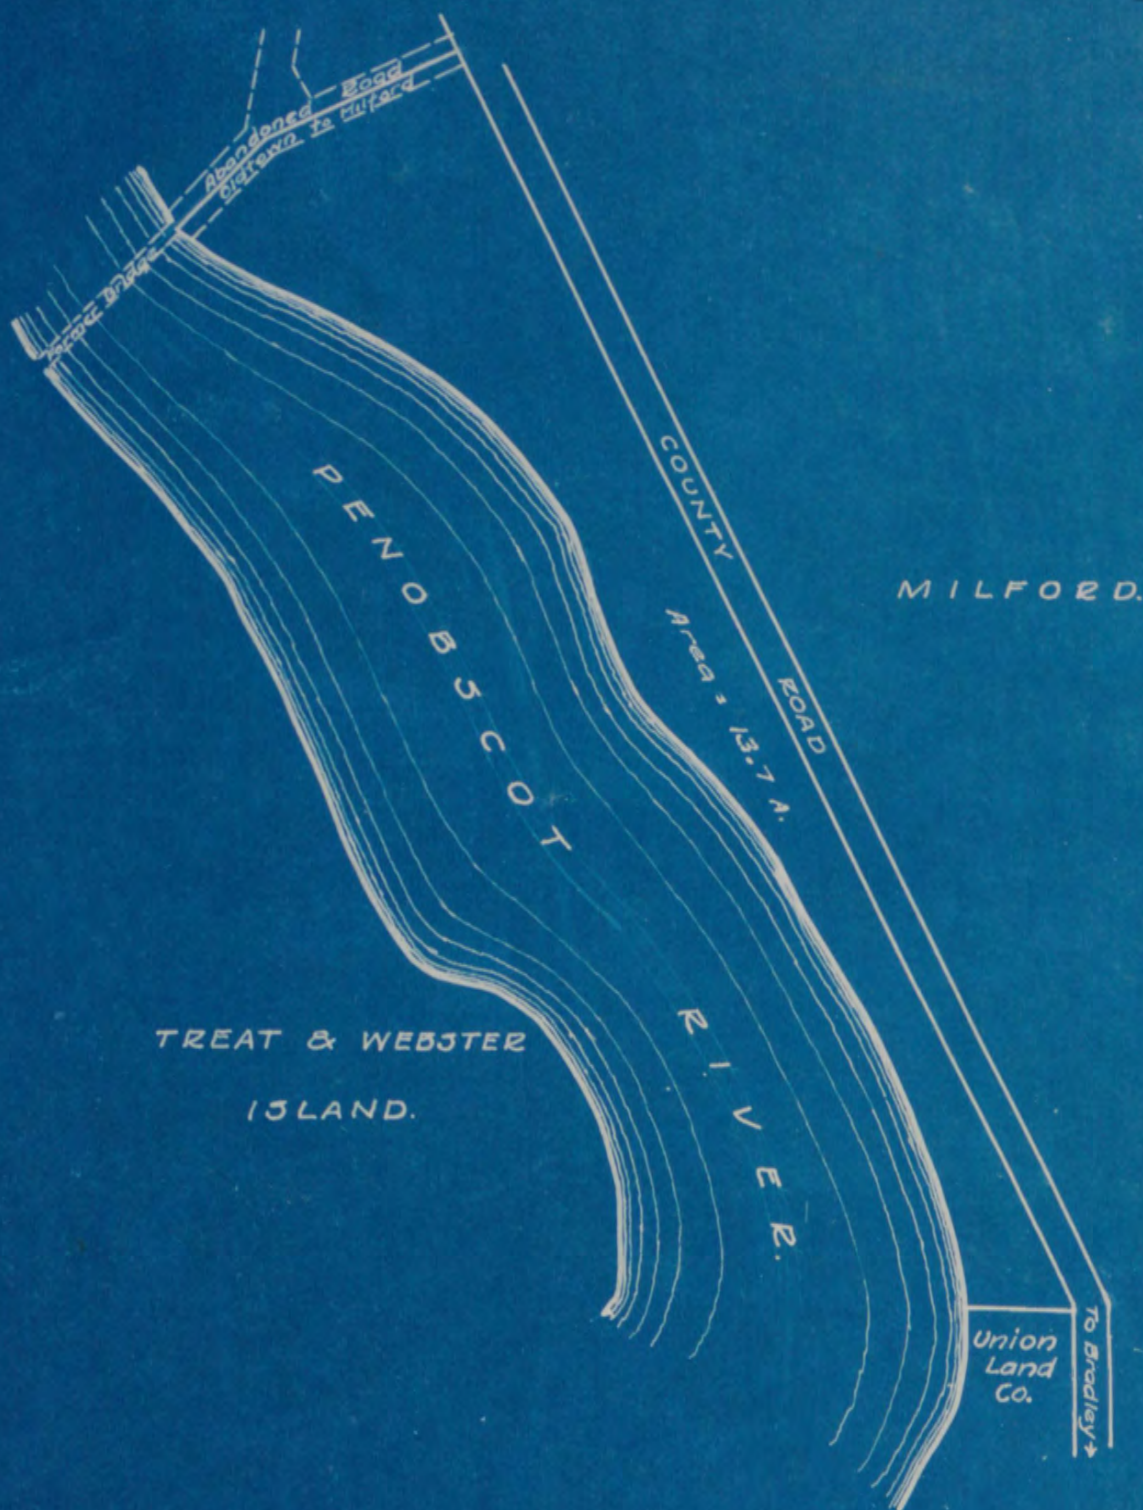 Abandoned Road
Oldtown to Milford
Former Bridge
PENOBSCOT
RIVER.
COUNTY ROAD
Area = 13.7 A.
MILFORD.
TREAT & WEBSTER
ISLAND.
Union
Land
Co.
To Bradley →